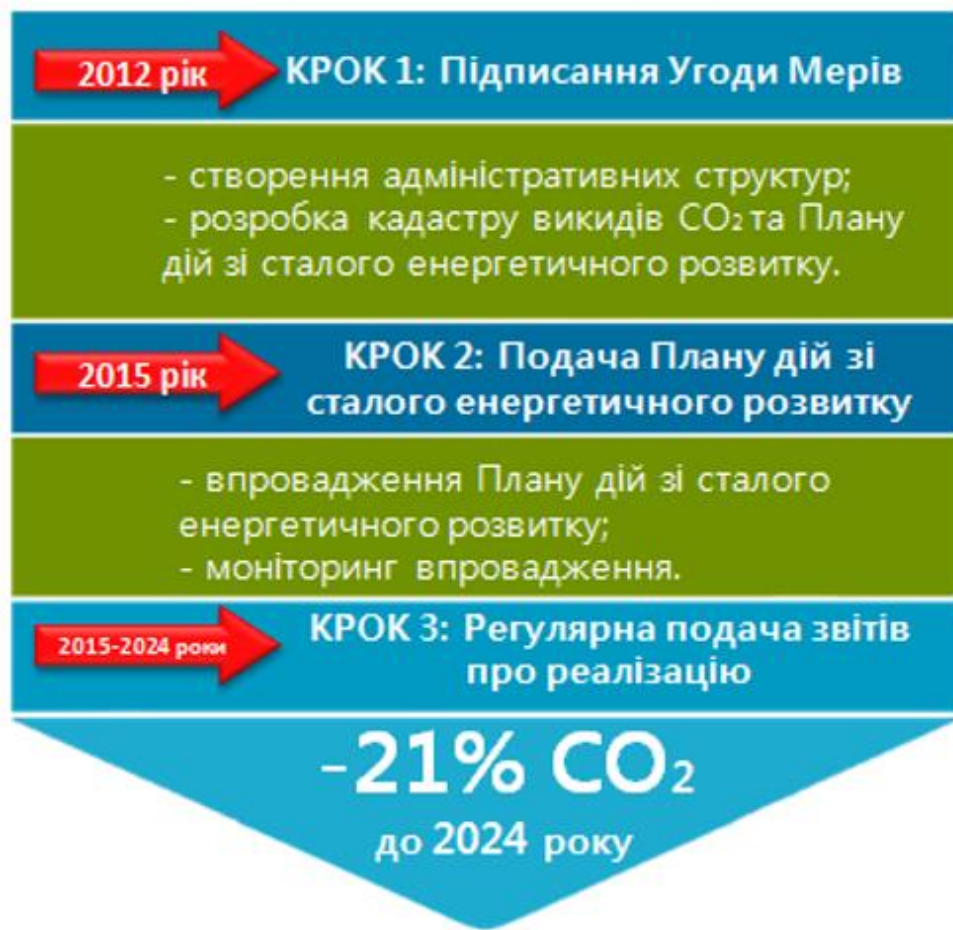 2012 рік
КРОК 1: Підписання Угоди Мерів
- створення адміністративних структур;
- розробка кадастру викидів CO₂ та Плану
дій зі сталого енергетичного розвитку.
2015 рік
КРОК 2: Подача Плану дій зі
сталого енергетичного розвитку
- впровадження Плану дій зі сталого
енергетичного розвитку;
- моніторинг впровадження.
2015-2024 роки
КРОК 3: Регулярна подача звітів
про реалізацію
-21% CO₂
до 2024 року